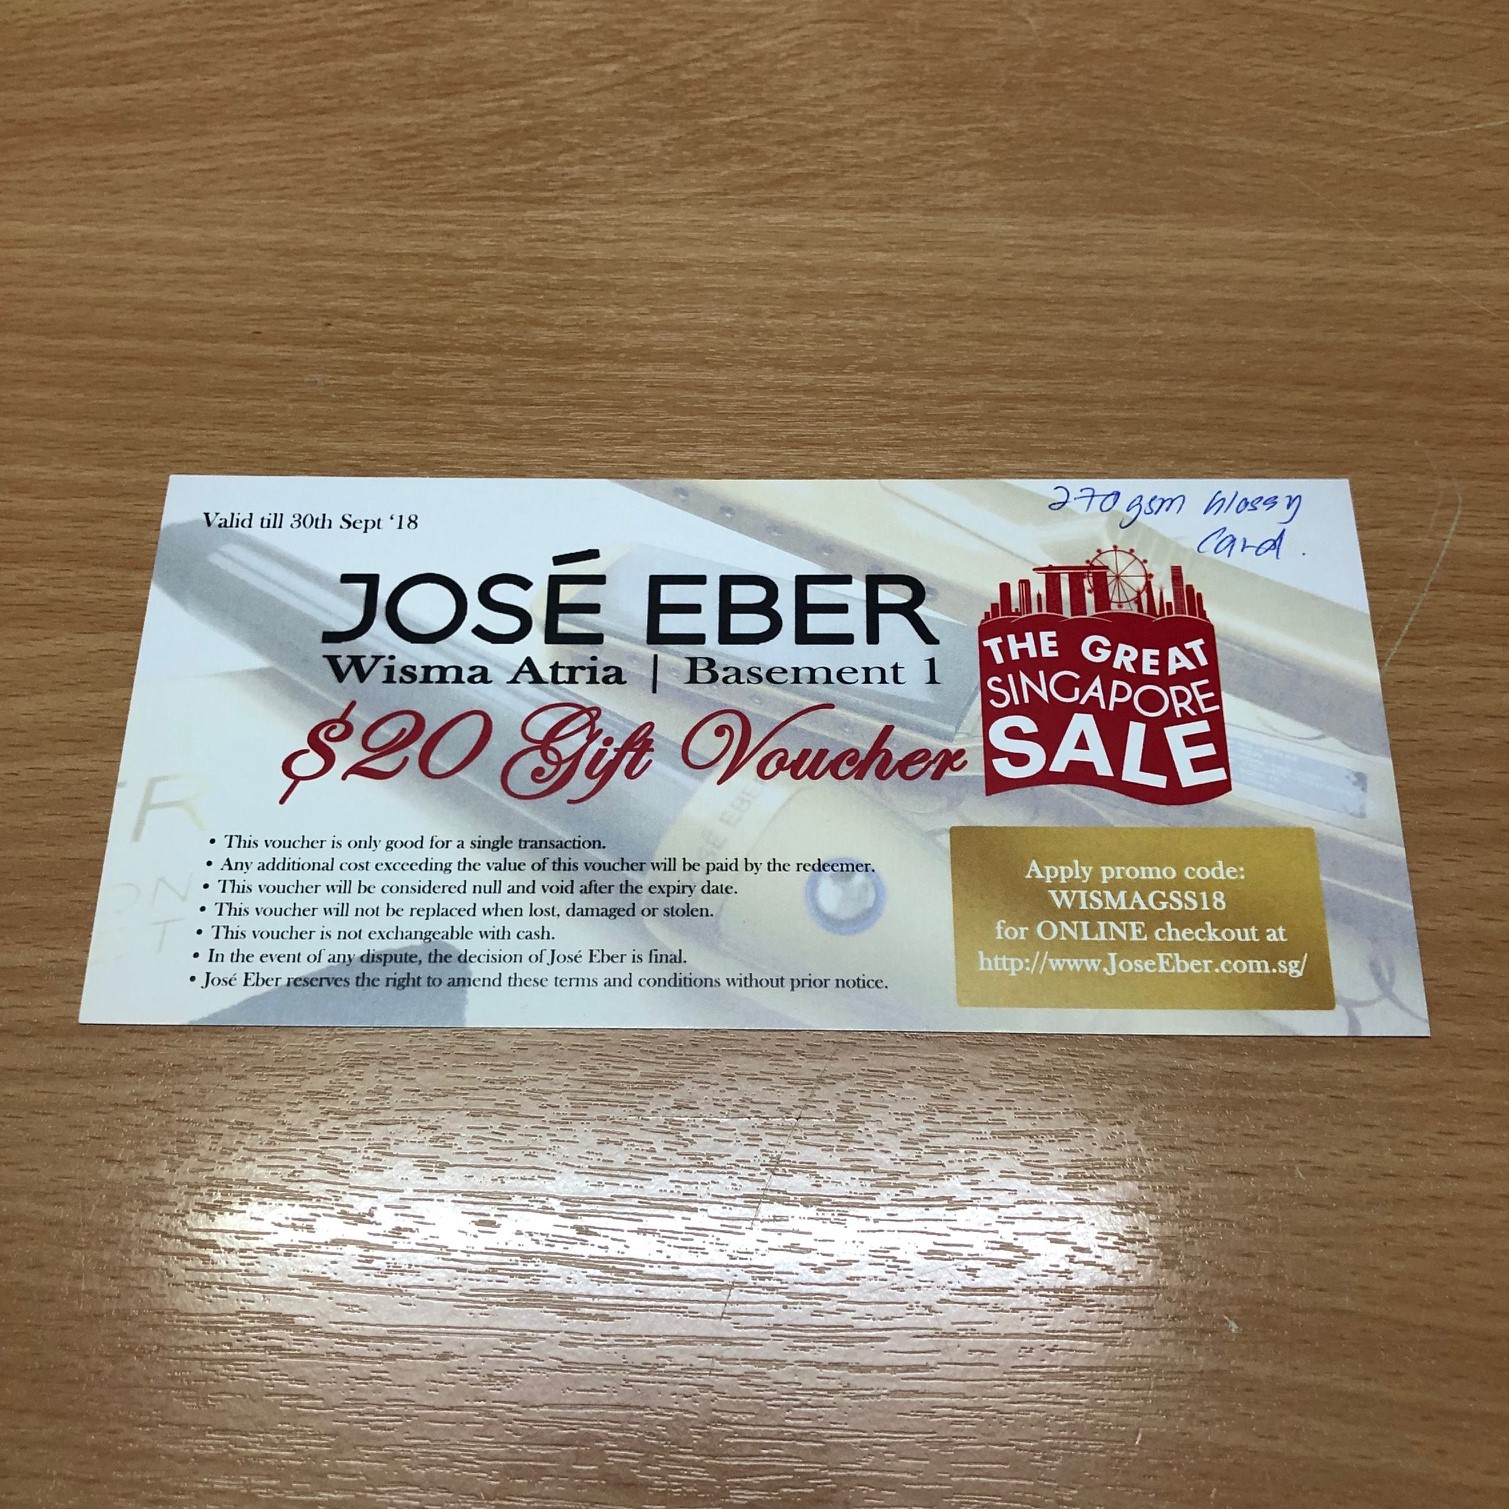 Valid till 30th Sept ‘18
270gsm Glossy
Card.
JOSÉ EBER
Wisma Atria | Basement 1
$20 Gift Voucher
THE GREAT
SINGAPORE
SALE
• This voucher is only good for a single transaction.
• Any additional cost exceeding the value of this voucher will be paid by the redeemer.
• This voucher will be considered null and void after the expiry date.
• This voucher will not be replaced when lost, damaged or stolen.
• This voucher is not exchangeable with cash.
• In the event of any dispute, the decision of José Eber is final.
• José Eber reserves the right to amend these terms and conditions without prior notice.
Apply promo code:
WISMAGSS18
for ONLINE checkout at
http://www.JoseEber.com.sg/